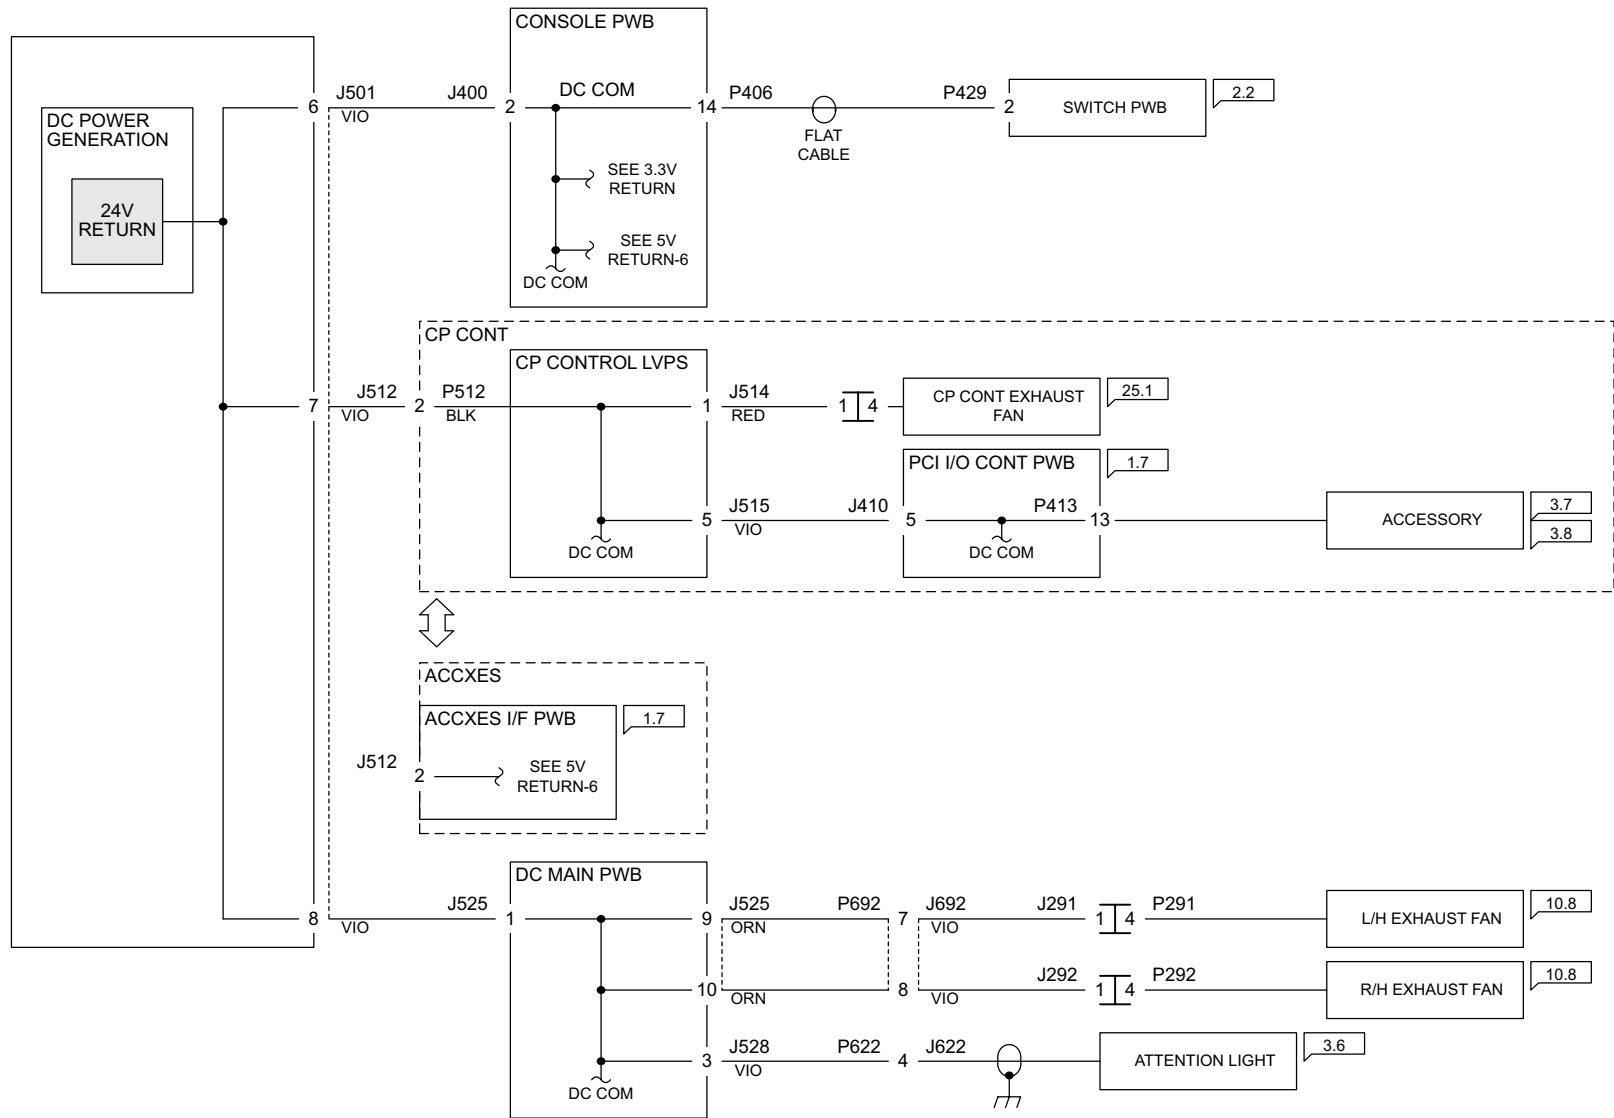 CONSOLE PWB
6 J501 J400 2 DC COM 14 P406 P429 2 SWITCH PWB 2.2
VIO
FLAT
CABLE
DC POWER
GENERATION
24V
RETURN
SEE 3.3V
RETURN
SEE 5V
RETURN-6
DC COM
CP CONT
CP CONTROL LVPS
7 J512 2 P512 1 J514 1 4 CP CONT EXHAUST
FAN
25.1
VIO BLK RED
PCI I/O CONT PWB 1.7
5 J515 J410 5 P413 13 ACCESSORY 3.7
3.8
VIO
DC COM
DC COM
ACCXES
ACCXES I/F PWB 1.7
J512 2 SEE 5V
RETURN-6
DC MAIN PWB
8 J525 1 9 J525 P692 7 J692 J291 1 4 P291 L/H EXHAUST FAN 10.8
VIO ORN VIO
10 8 J292 1 4 P292 R/H EXHAUST FAN 10.8
ORN VIO
3 J528 P622 4 J622 ATTENTION LIGHT 3.6
VIO
DC COM